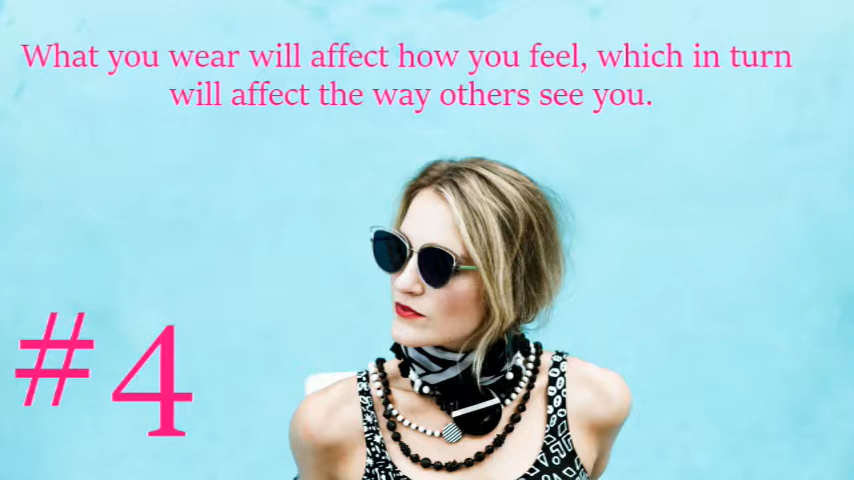 What you wear will affect how you feel, which in turn
will affect the way others see you.
#4